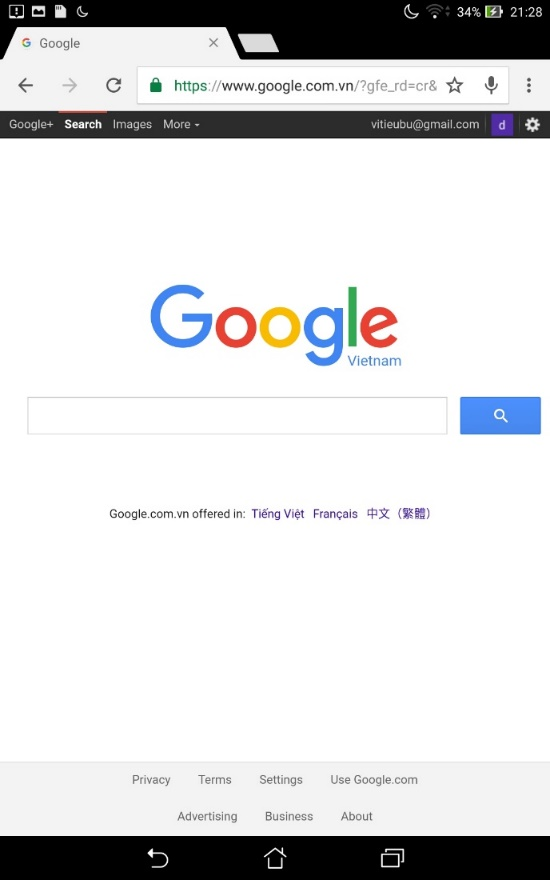 34% 21:28
Google
https://www.google.com.vn/?gfe_rd=cr&
Google+ Search Images More vitieubu@gmail.com d
Google
Vietnam
Google.com.vn offered in: Tiếng Việt Français 中文（繁體）
Privacy Terms Settings Use Google.com
Advertising Business About